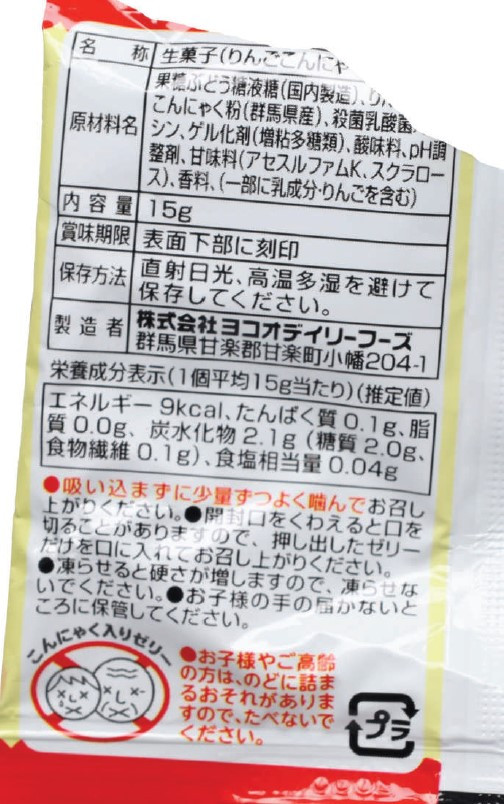 名称 生菓子(りんごこんにゃ
原材料名 果糖ぶどう糖液糖(国内製造)、り
こんにゃく粉(群馬県産)、殺菌乳酸菌
シン、ゲル化剤(増粘多糖類)、酸味料、pH調
整剤、甘味料(アセスルファムK、スクラロー
ス)、香料、(一部に乳成分・りんごを含む)
内容量 15g
賞味期限 表面下部に刻印
保存方法 直射日光、高温多湿を避けて
保存してください。
製造者 株式会社ヨコオデイリーフーズ
群馬県甘楽郡甘楽町小幡204-1
栄養成分表示(1個平均15g当たり)(推定値)
エネルギー 9kcal、たんぱく質 0.1g、脂
質 0.0g、炭水化物 2.1g (糖質 2.0g、
食物繊維 0.1g)、食塩相当量 0.04g
●吸い込まずに少量ずつよく噛んでお召し
上がりください。●開封口をくわえると口を
切ることがありますので、押し出したゼリー
だけを口に入れてお召し上がりください。
●凍らせると硬さが増しますので、凍らせな
いでください。●お子様の手の届かないと
ころに保管してください。
こんにゃく入りゼリー
●お子様やご高齢
の方は、のどに詰ま
るおそれがありま
すので、たべないで
ください。
プラ